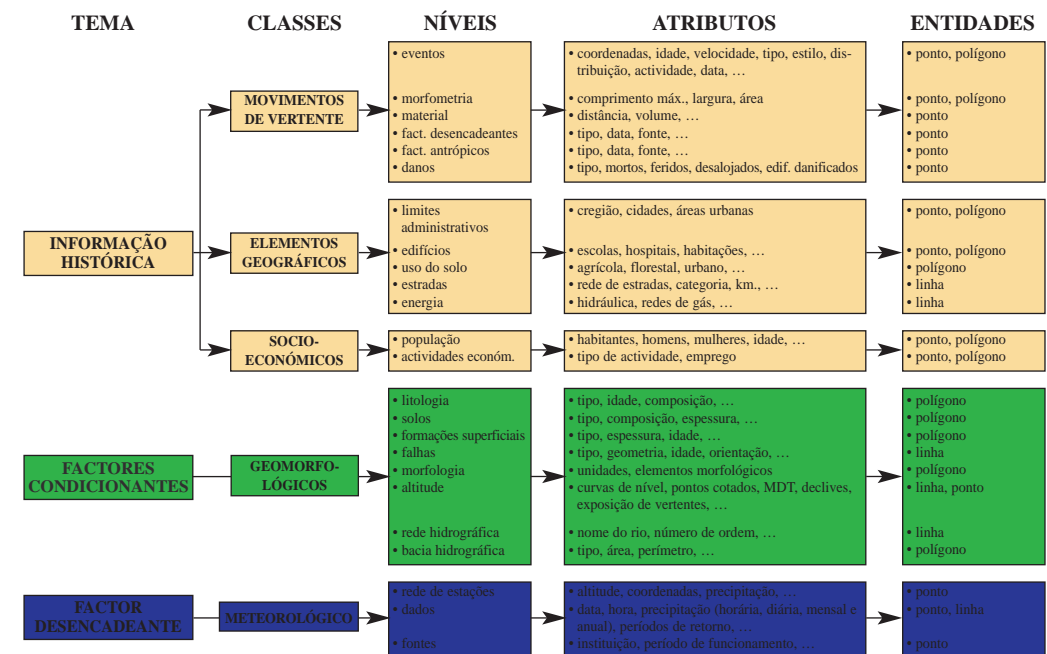 TEMA CLASSES NÍVEIS ATRIBUTOS ENTIDADES
INFORMAÇÃO
HISTÓRICA
MOVIMENTOS
DE VERTENTE
• eventos
• morfometria
• material
• fact. desencadeantes
• fact. antrópicos
• danos
• coordenadas, idade, velocidade, tipo, estilo, dis-
tribuição, actividade, data, …
• comprimento máx., largura, área
• distância, volume, …
• tipo, data, fonte, …
• tipo, data, fonte, …
• tipo, mortos, feridos, desalojados, edif. danificados
• ponto, polígono
• ponto, polígono
• ponto
• ponto
• ponto
• ponto
ELEMENTOS
GEOGRÁFICOS
• limites
administrativos
• edifícios
• uso do solo
• estradas
• energia
• cregião, cidades, áreas urbanas
• escolas, hospitais, habitações, …
• agrícola, florestal, urbano, …
• rede de estradas, categoria, km., …
• hidráulica, redes de gás, …
• ponto, polígono
• ponto, polígono
• polígono
• linha
• linha
SOCIO-
ECONÓMICOS
• população
• actividades económ.
• habitantes, homens, mulheres, idade, …
• tipo de actividade, emprego
• ponto, polígono
• ponto, polígono
FACTORES
CONDICIONANTES
GEOMORFO-
LÓGICOS
• litologia
• solos
• formações superficiais
• falhas
• morfologia
• altitude
• rede hidrográfica
• bacia hidrográfica
• tipo, idade, composição, …
• tipo, composição, espessura, …
• tipo, espessura, idade, …
• tipo, geometria, idade, orientação, …
• unidades, elementos morfológicos
• curvas de nível, pontos cotados, MDT, declives,
exposição de vertentes, …
• nome do rio, número de ordem, …
• tipo, área, perímetro, …
• polígono
• polígono
• polígono
• linha
• polígono
• linha, ponto
• linha
• polígono
FACTOR
DESENCADEANTE
METEOROLÓGICO
• rede de estações
• dados
• fontes
• altitude, coordenadas, precipitação, …
• data, hora, precipitação (horária, diária, mensal e
anual), períodos de retorno, …
• instituição, período de funcionamento, …
• ponto
• ponto, linha
• ponto